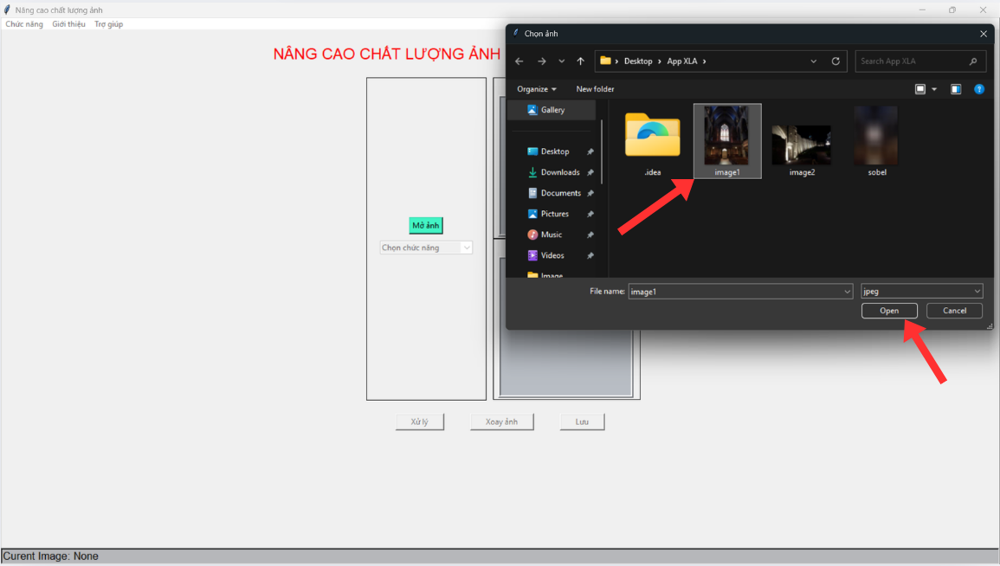 Nâng cao chất lượng ảnh
Chức năng Giới thiệu Trợ giúp
NÂNG CAO CHẤT LƯỢNG ẢNH
Mở ảnh
Chọn chức năng
Xử lý Xoay ảnh Lưu
Curent Image: None
Chọn ảnh
Desktop App XLA
Search App XLA
Organize New folder
Gallery
Desktop
Downloads
Documents
Pictures
Music
Videos
Image
.idea image1 image2 sobel
File name: image1 jpeg
Open Cancel